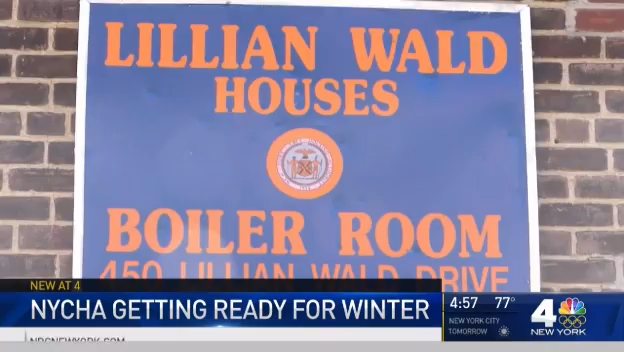 LILLIAN WALD
HOUSES
BOILER ROOM
450 LILLIAN WALD DRIVE
NEW AT 4
NYCHA GETTING READY FOR WINTER
4:57 77°
NEW YORK CITY
TOMORROW
4
NEW YORK